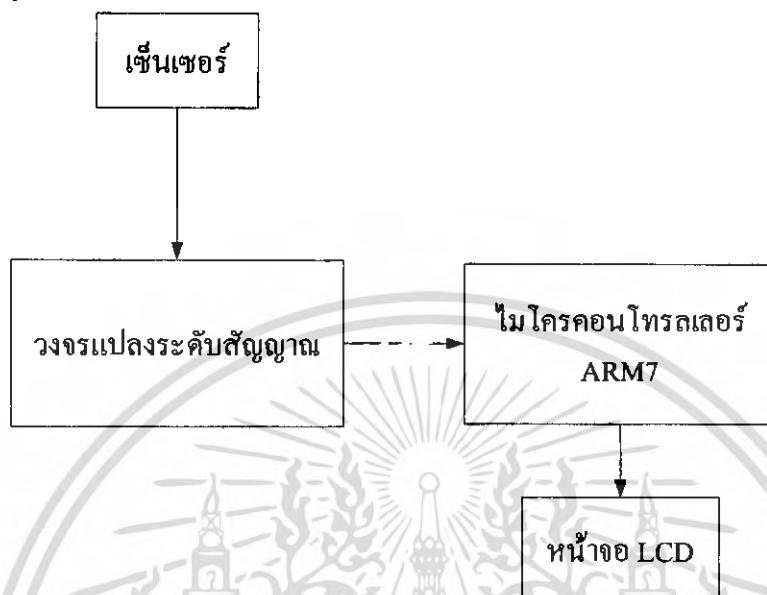 เซ็นเซอร์
วงจรแปลงระดับสัญญาณ
ไมโครคอนโทรลเลอร์
ARM7
หน้าจอ LCD